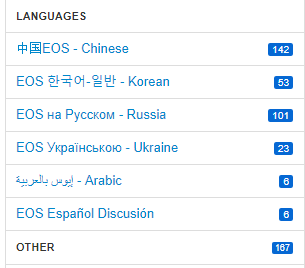 LANGUAGES
中国EOS - Chinese 142
EOS 한국어-일반 - Korean 53
EOS на Русском - Russia 101
EOS Українською - Ukraine 23
إيوس بالعربية - Arabic 6
EOS Español Discusión 6
OTHER 167